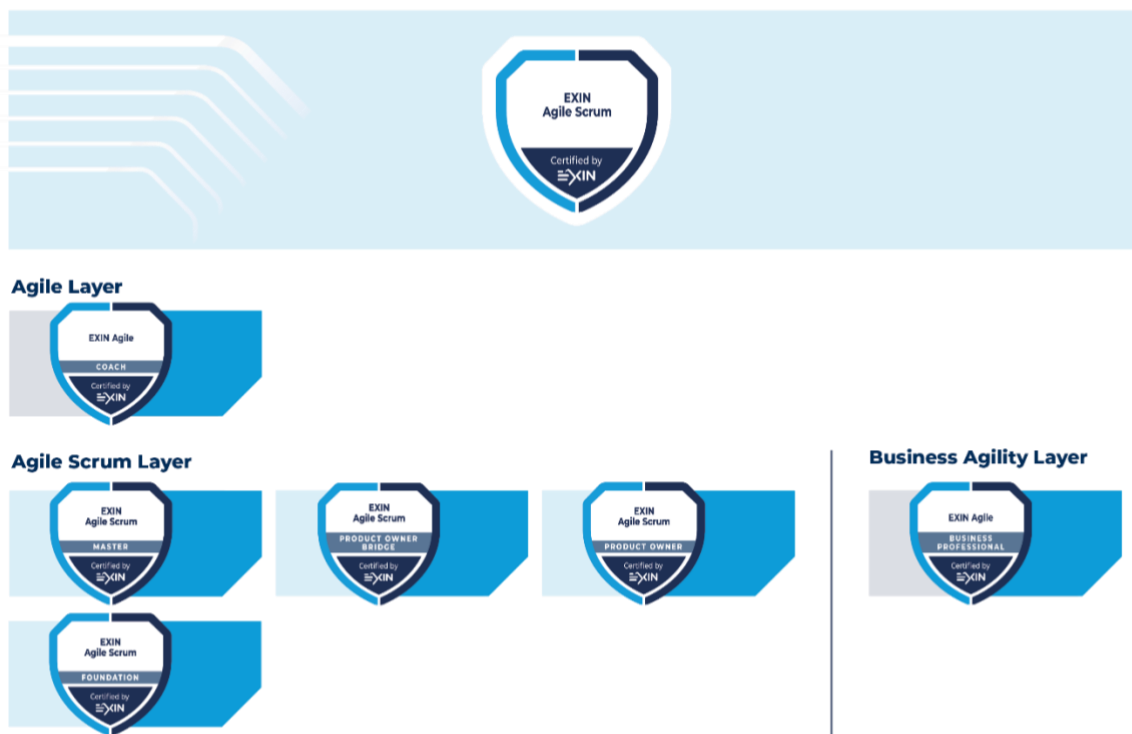 EXIN
Agile Scrum
Certified by
EXIN
Agile Layer
EXIN Agile
COACH
Certified by
EXIN
Agile Scrum Layer
EXIN
Agile Scrum
MASTER
Certified by
EXIN
EXIN
Agile Scrum
PRODUCT OWNER
BRIDGE
Certified by
EXIN
EXIN
Agile Scrum
PRODUCT OWNER
Certified by
EXIN
Business Agility Layer
EXIN Agile
BUSINESS
PROFESSIONAL
Certified by
EXIN
EXIN
Agile Scrum
FOUNDATION
Certified by
EXIN